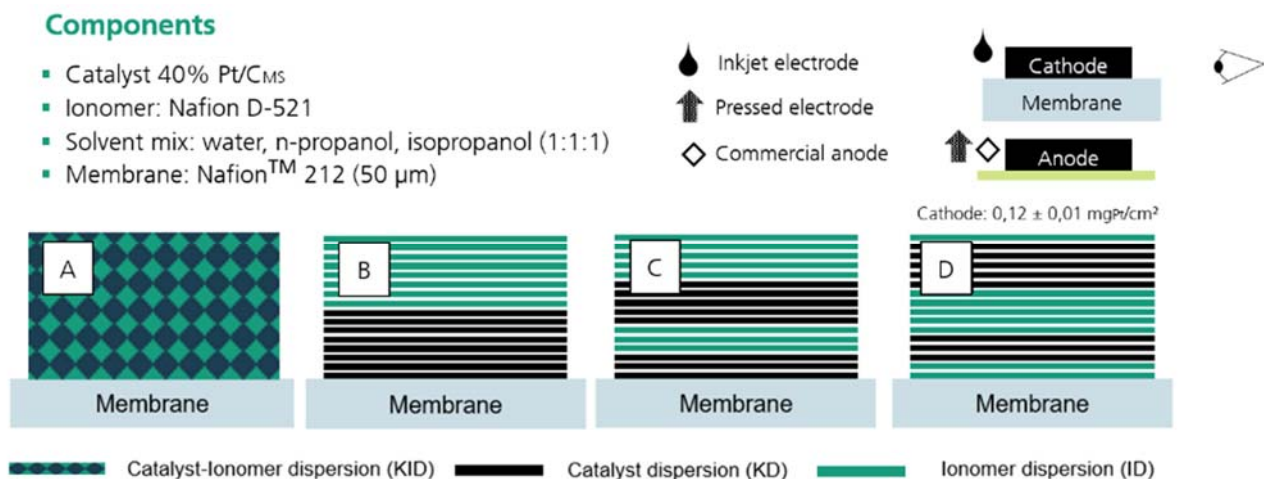 Components
▪ Catalyst 40% Pt/CMS
▪ Ionomer: Nafion D-521
▪ Solvent mix: water, n-propanol, isopropanol (1:1:1)
▪ Membrane: Nafion™ 212 (50 µm)
Inkjet electrode
Pressed electrode
Commercial anode
Cathode
Membrane
Anode
Cathode: 0,12 ± 0,01 mgPt/cm²
A
B
C
D
Membrane
Membrane
Membrane
Membrane
Catalyst-Ionomer dispersion (KID)
Catalyst dispersion (KD)
Ionomer dispersion (ID)